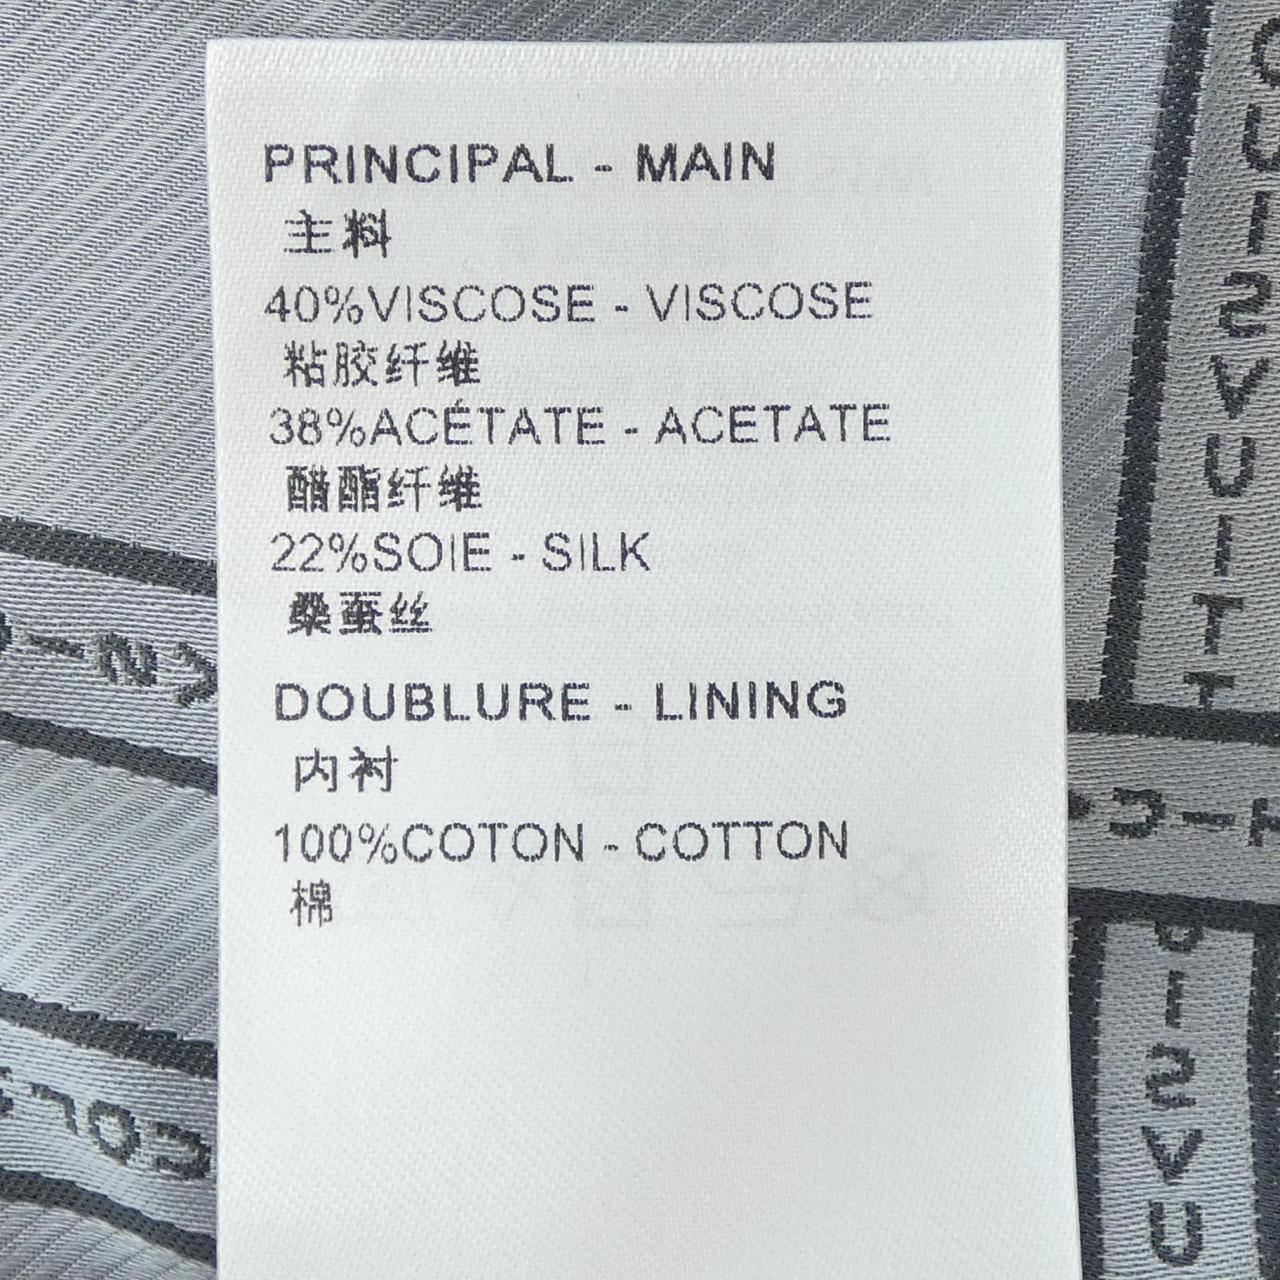 PRINCIPAL - MAIN
主料
40%VISCOSE - VISCOSE
粘胶纤维
38%ACÉTATE - ACETATE
醋酯纤维
22%SOIE - SILK
桑蚕丝
DOUBLURE - LINING
内衬
100%COTON - COTTON
棉